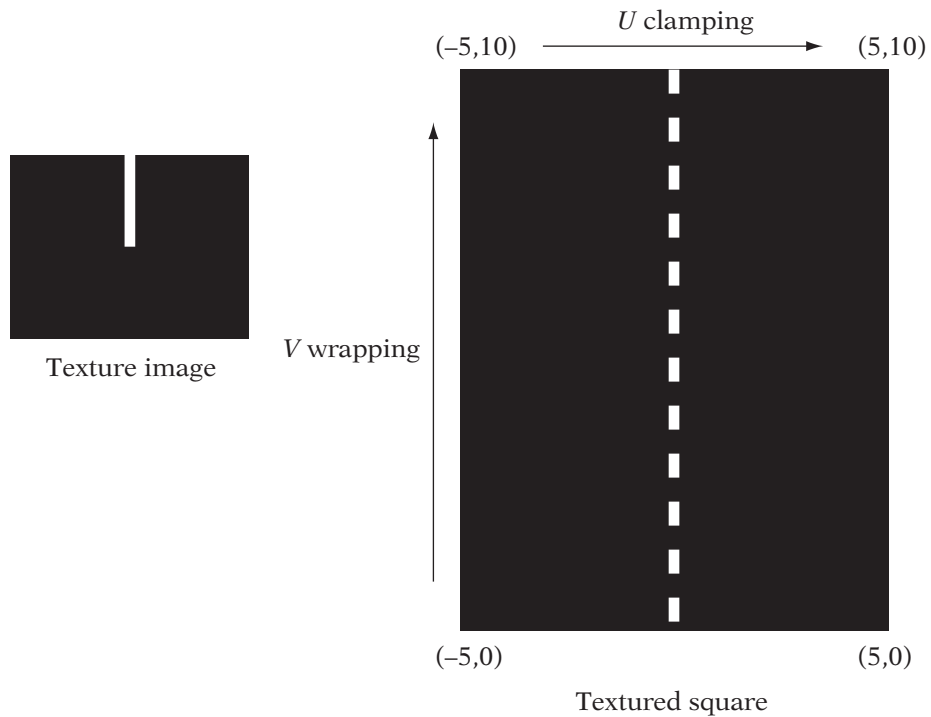 U clamping
(–5,10)
(5,10)
V wrapping
Texture image
(–5,0)
(5,0)
Textured square